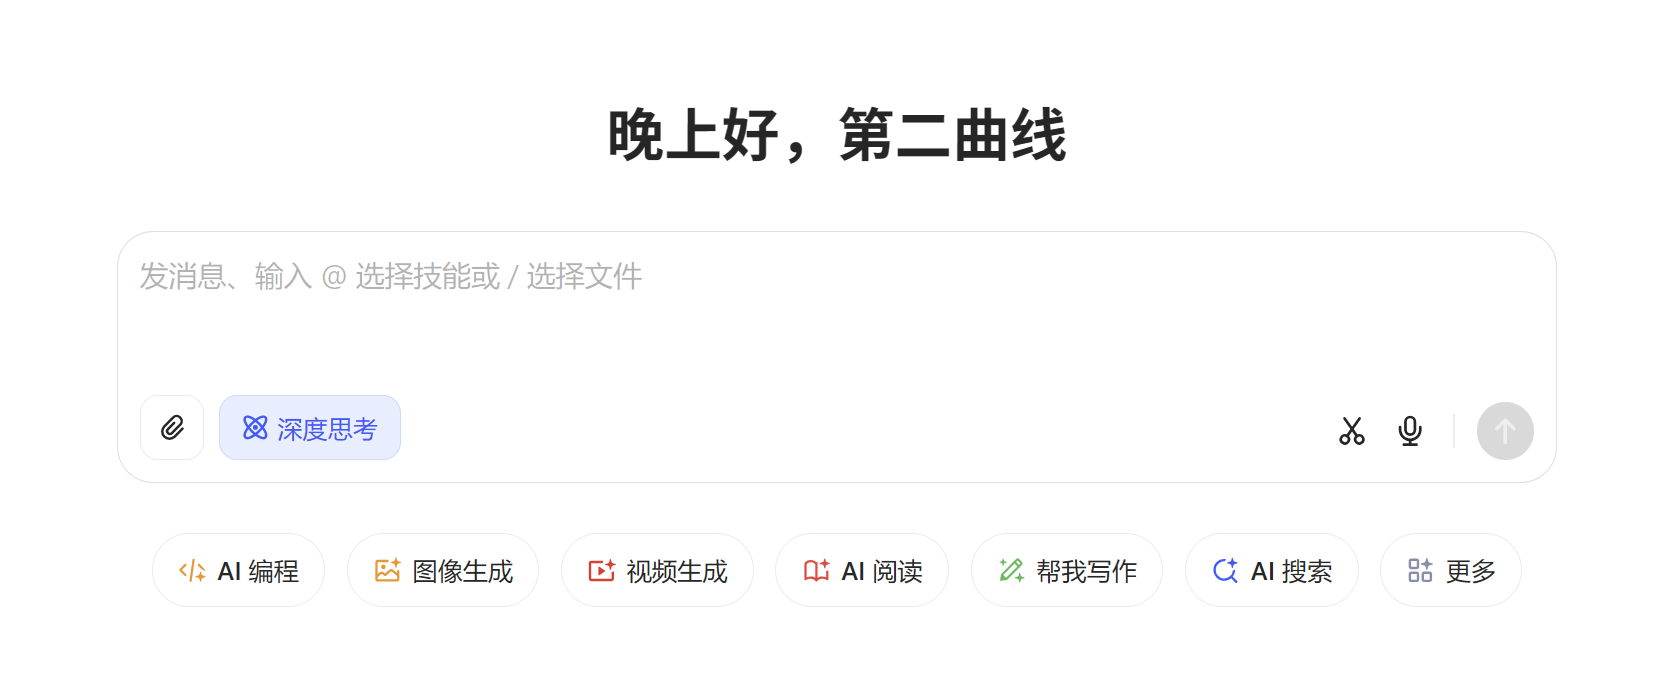 晚上好，第二曲线
发消息、输入 @ 选择技能或 / 选择文件
深度思考
AI 编程
图像生成
视频生成
AI 阅读
帮我写作
AI 搜索
更多